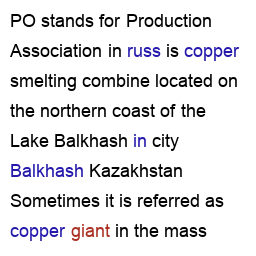 PO stands for Production
Association in russ is copper
smelting combine located on
the northern coast of the
Lake Balkhash in city
Balkhash Kazakhstan
Sometimes it is referred as
copper giant in the mass